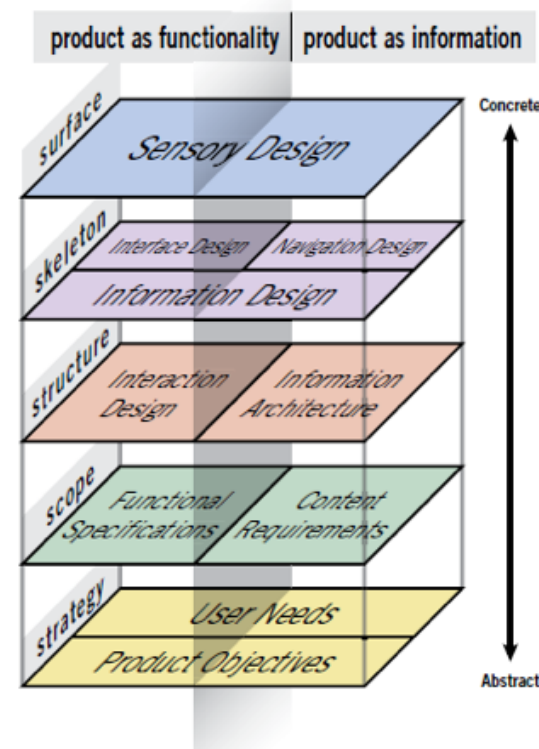 product as functionality
product as information
surface
Concrete
Sensory Design
skeleton
Interface Design
Navigation Design
Information Design
structure
Interaction
Design
Information
Architecture
scope
Functional
Specifications
Content
Requirements
strategy
User Needs
Product Objectives
Abstract